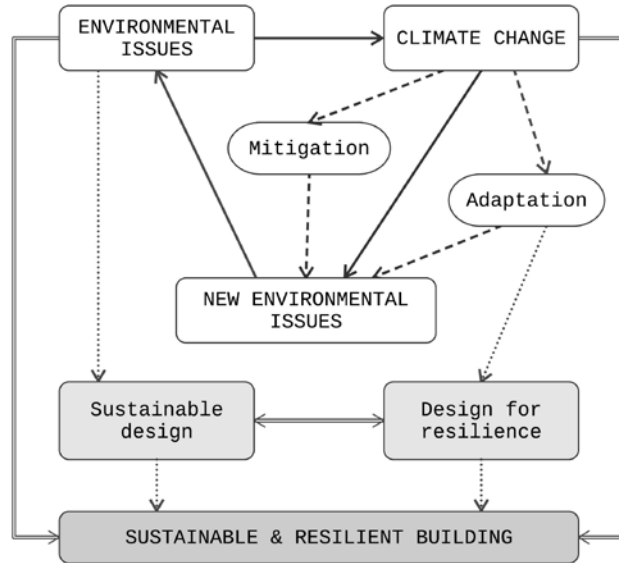 ENVIRONMENTAL
ISSUES
CLIMATE CHANGE
Mitigation
Adaptation
NEW ENVIRONMENTAL
ISSUES
Sustainable
design
Design for
resilience
SUSTAINABLE & RESILIENT BUILDING